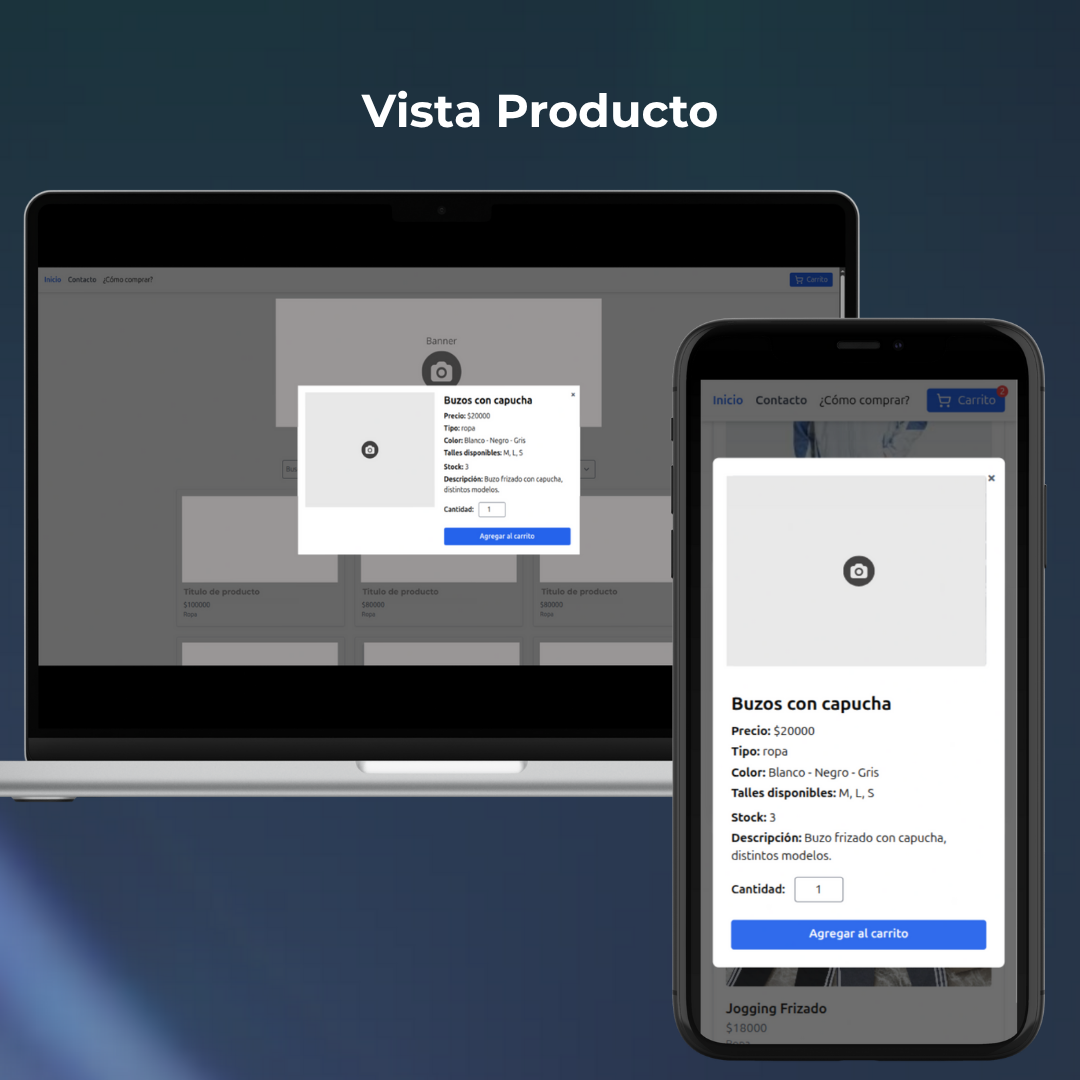 Vista Producto
Inicio Contacto ¿Cómo comprar? Carrito
Banner
Buzos con capucha
Precio: $20000
Tipo: ropa
Color: Blanco - Negro - Gris
Talles disponibles: M, L, S
Stock: 3
Descripción: Buzo frizado con capucha,
distintos modelos.
Cantidad: 1
Agregar al carrito
Titulo de producto
$100000
Ropa
Titulo de producto
$80000
Ropa
Titulo de producto
$80000
Ropa
Inicio Contacto ¿Cómo comprar? Carrito 2
Buzos con capucha
Precio: $20000
Tipo: ropa
Color: Blanco - Negro - Gris
Talles disponibles: M, L, S
Stock: 3
Descripción: Buzo frizado con capucha,
distintos modelos.
Cantidad: 1
Agregar al carrito
Jogging Frizado
$18000